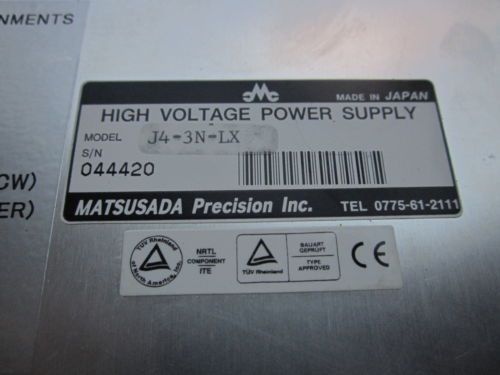 NMENTS
CW)
ER)
MADE IN JAPAN
HIGH VOLTAGE POWER SUPPLY
MODEL J4-3N-LX
S/N
044420
MATSUSADA Precision Inc. TEL 0775-61-2111
TÜV Rheinland
of North America, Inc.
NRTL
COMPONENT
ITE
TÜV Rheinland
BAUART
GEPRÜFT
TYPE
APPROVED
CE